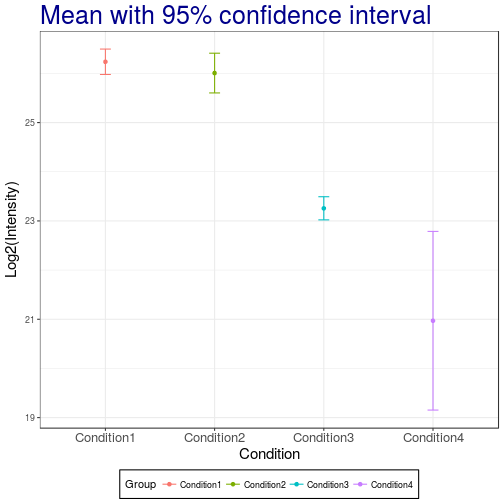 Mean with 95% confidence interval
Log2(Intensity)
25
23
21
19
Condition1 Condition2 Condition3 Condition4
Condition
Group Condition1 Condition2 Condition3 Condition4